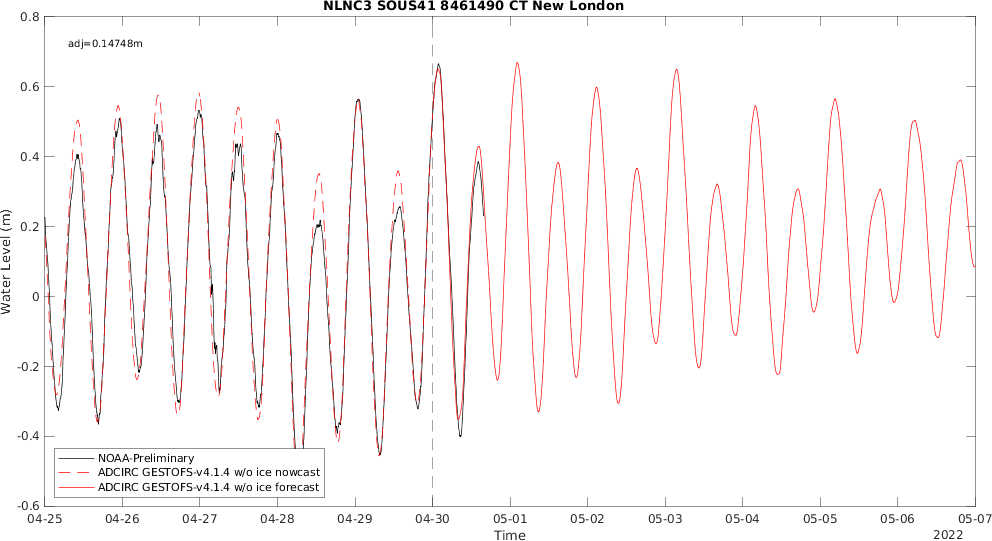 NLNC3 SOUS41 8461490 CT New London
adj=0.14748m
0.8
0.6
0.4
0.2
0
-0.2
-0.4
-0.6
Water Level (m)
NOAA-Preliminary
ADCIRC GESTOFS-v4.1.4 w/o ice nowcast
ADCIRC GESTOFS-v4.1.4 w/o ice forecast
04-25 04-26 04-27 04-28 04-29 04-30 05-01 05-02 05-03 05-04 05-05 05-06 05-07
Time
2022